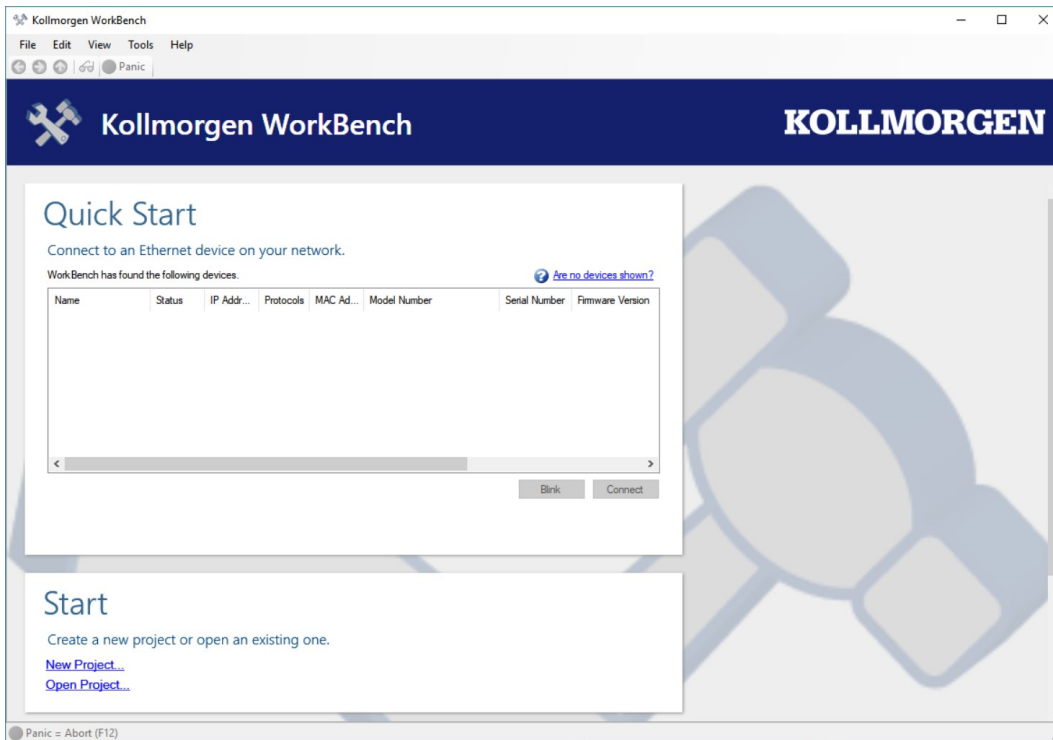 Kollmorgen WorkBench
File Edit View Tools Help
Panic
Kollmorgen WorkBench
KOLLMORGEN
Quick Start
Connect to an Ethernet device on your network.
WorkBench has found the following devices. Are no devices shown?
Name Status IP Addr... Protocols MAC Ad... Model Number Serial Number Firmware Version
Blink Connect
Start
Create a new project or open an existing one.
New Project...
Open Project...
Panic = Abort (F12)